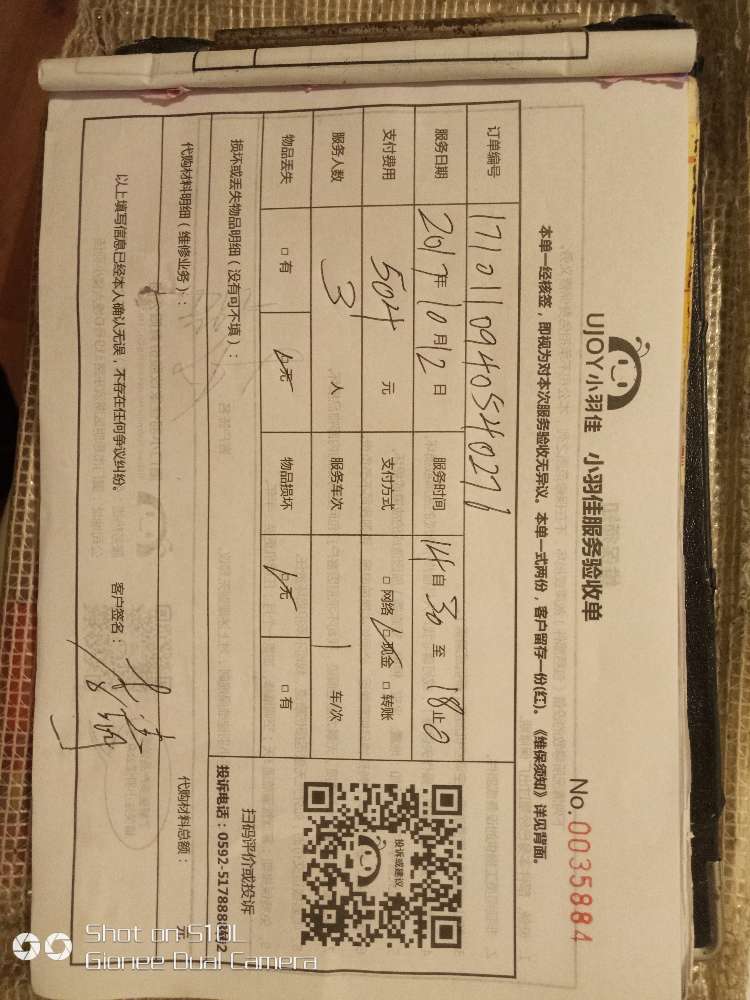 UJOY小羽佳 小羽佳服务验收单
No. 0035884
本单一经核签，即视为对本次服务验收无异议。本单一式两份，客户留存一份(红)。《维保须知》详见背面。
订单编号 1710110940540271
服务日期 2017年10月12日 服务时间 14自30至18止0
支付费用 504元 支付方式 □网络 ☑现金 □转账
服务人数 3人 服务车次 1车/次
物品丢失 □有 ☑无 物品损坏 ☑无 □有
损坏或丢失物品明细（没有可不填）：
代购材料明细（维修业务）： 代购材料总额： 元
以上填写信息已经本人确认无误，不存在任何争议纠纷。 客户签名：
投诉或建议
扫码评价或投诉
投诉电话：0592-5178888
Shot on S10L
Gionee Dual Camera